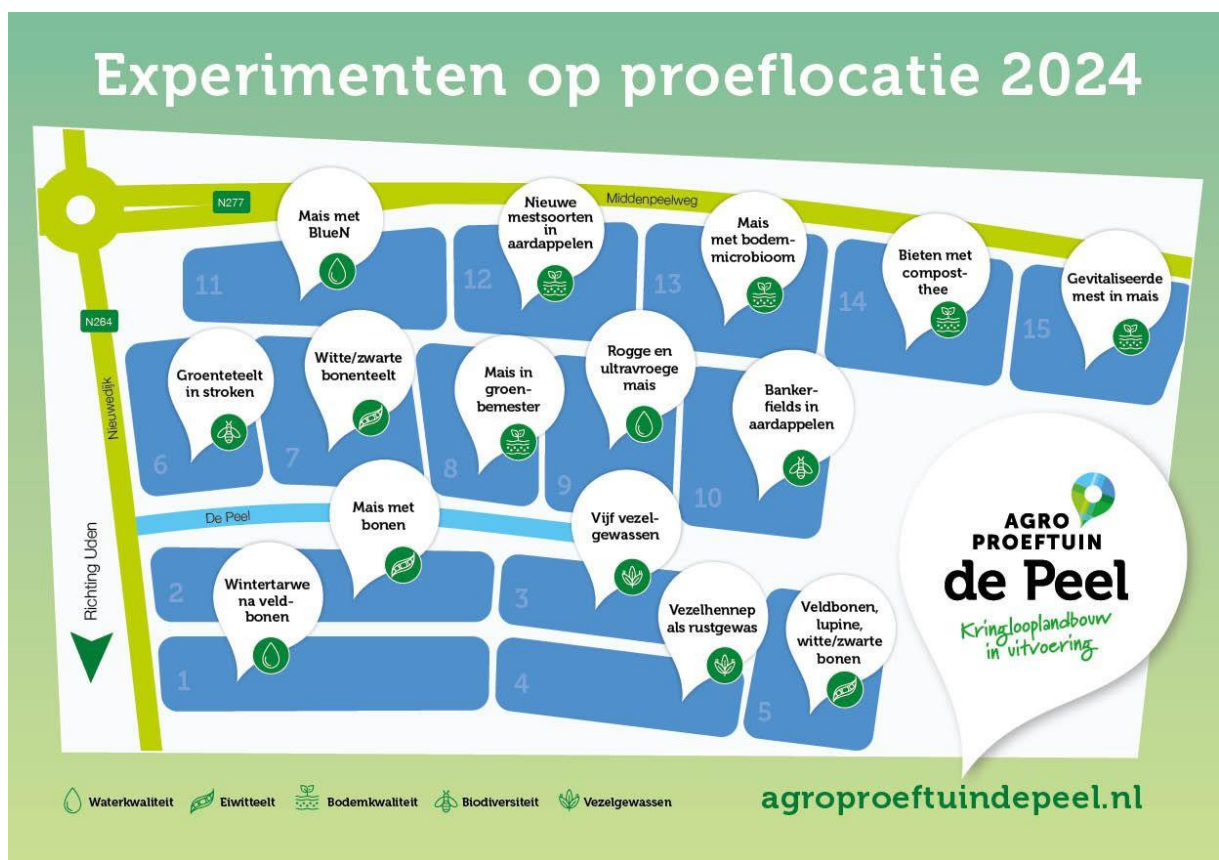 Experimenten op proeflocatie 2024
N277
Middenpeelweg
Mais met
BlueN
11
Nieuwe
mestsoorten
in
aardappelen
12
Mais
met bodem-
microbioom
13
Bieten met
compost-
thee
14
Gevitaliseerde
mest in mais
15
N264
Nieuwedijk
Groenteteelt
in stroken
6
Witte/zwarte
bonenteelt
7
Mais in
groen-
bemester
8
Rogge en
ultravroege
mais
9
Banker-
fields in
aardappelen
10
De Peel
Mais met
bonen
2
Vijf vezel-
gewassen
3
Richting Uden
Wintertarwe
na veld-
bonen
1
Vezelhennep
als rustgewas
4
Veldbonen,
lupine,
witte/zwarte
bonen
5
AGRO
PROEFTUIN
de Peel
Kringlooplandbouw
in uitvoering
Waterkwaliteit
Eiwitteelt
Bodemkwaliteit
Biodiversiteit
Vezelgewassen
agroproeftuindepeel.nl